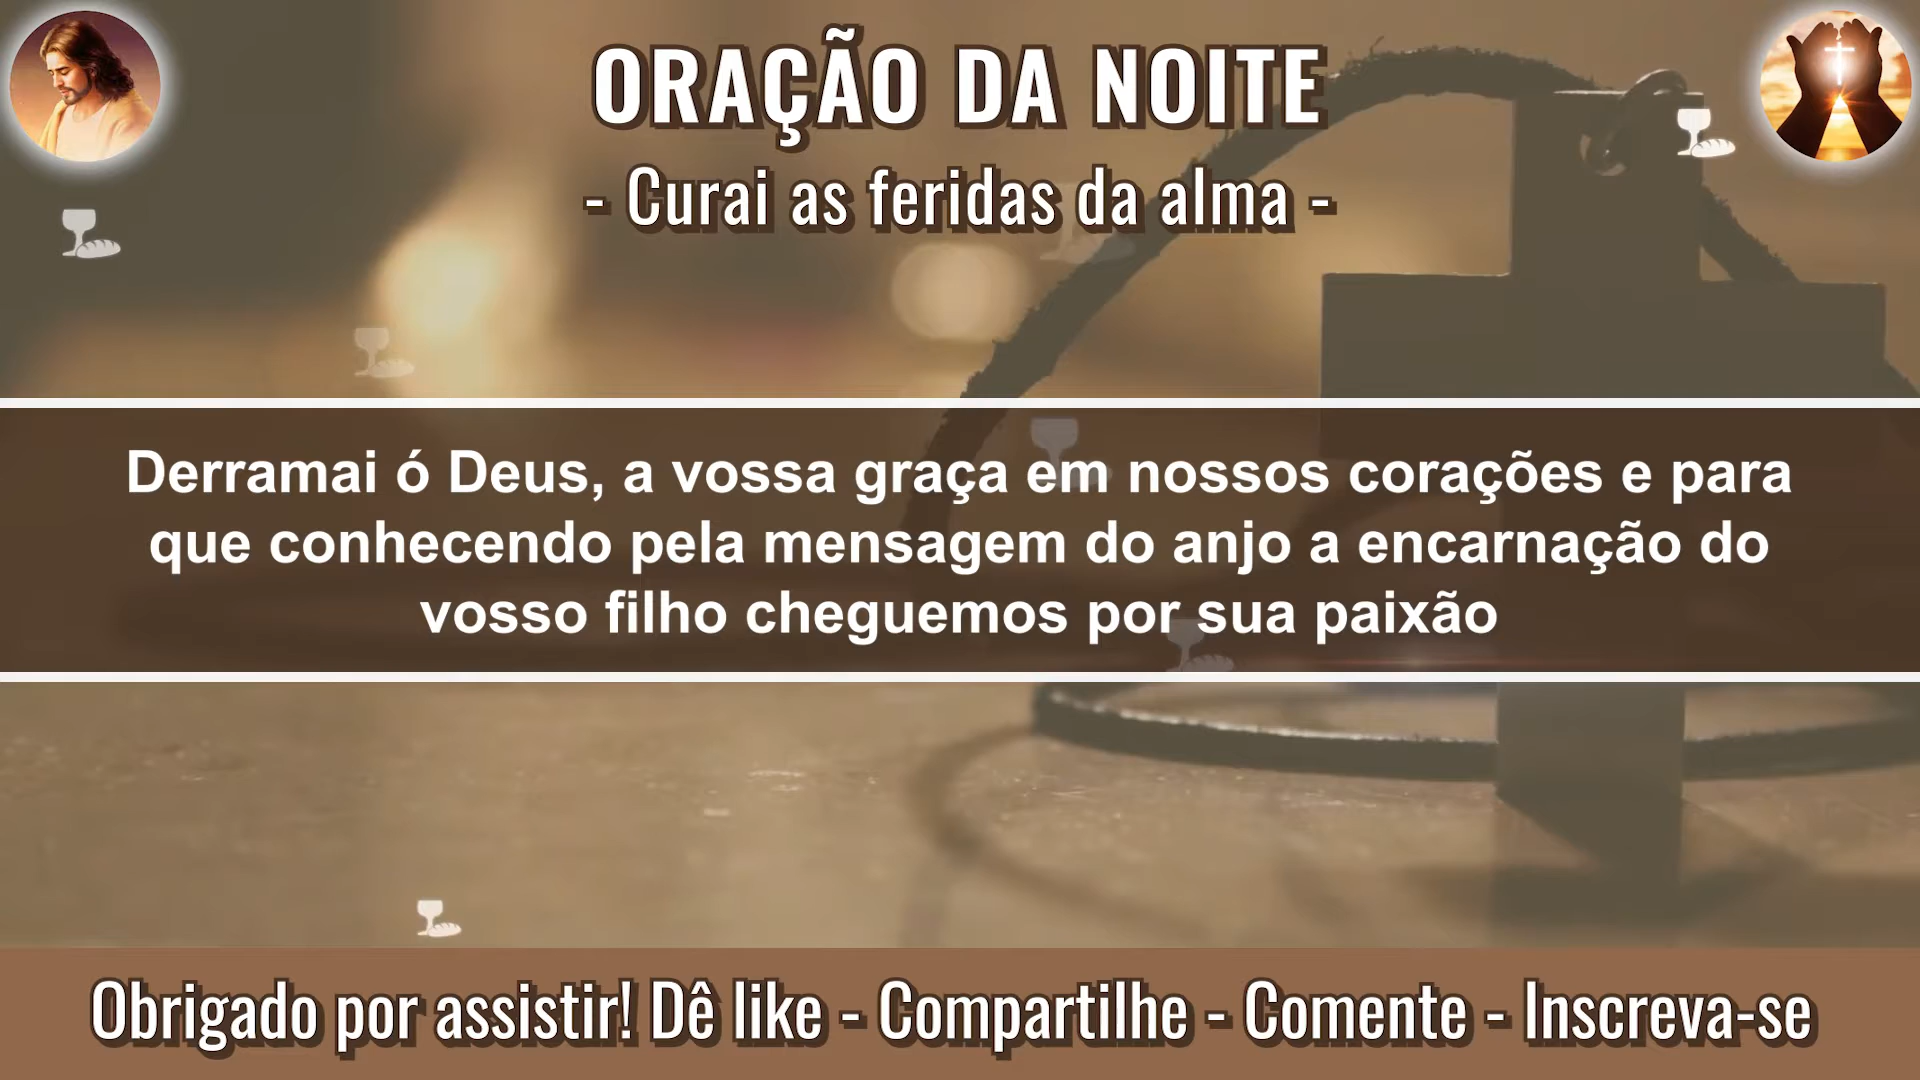 ORAÇÃO DA NOITE
- Curai as feridas da alma -
Derramai ó Deus, a vossa graça em nossos corações e para
que conhecendo pela mensagem do anjo a encarnação do
vosso filho cheguemos por sua paixão
Obrigado por assistir! Dê like - Compartilhe - Comente - Inscreva-se